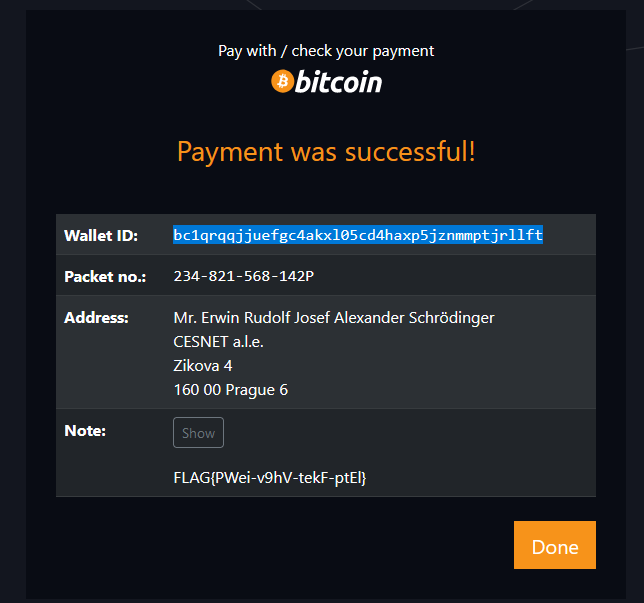 Pay with / check your payment
bitcoin
Payment was successful!
Wallet ID: bc1qrqqjjuefgc4akxl05cd4haxp5jznmmptjrllft
Packet no.: 234-821-568-142P
Address: Mr. Erwin Rudolf Josef Alexander Schrödinger
CESNET a.l.e.
Zikova 4
160 00 Prague 6
Note: Show
FLAG{PWei-v9hV-tekF-ptEl}
Done